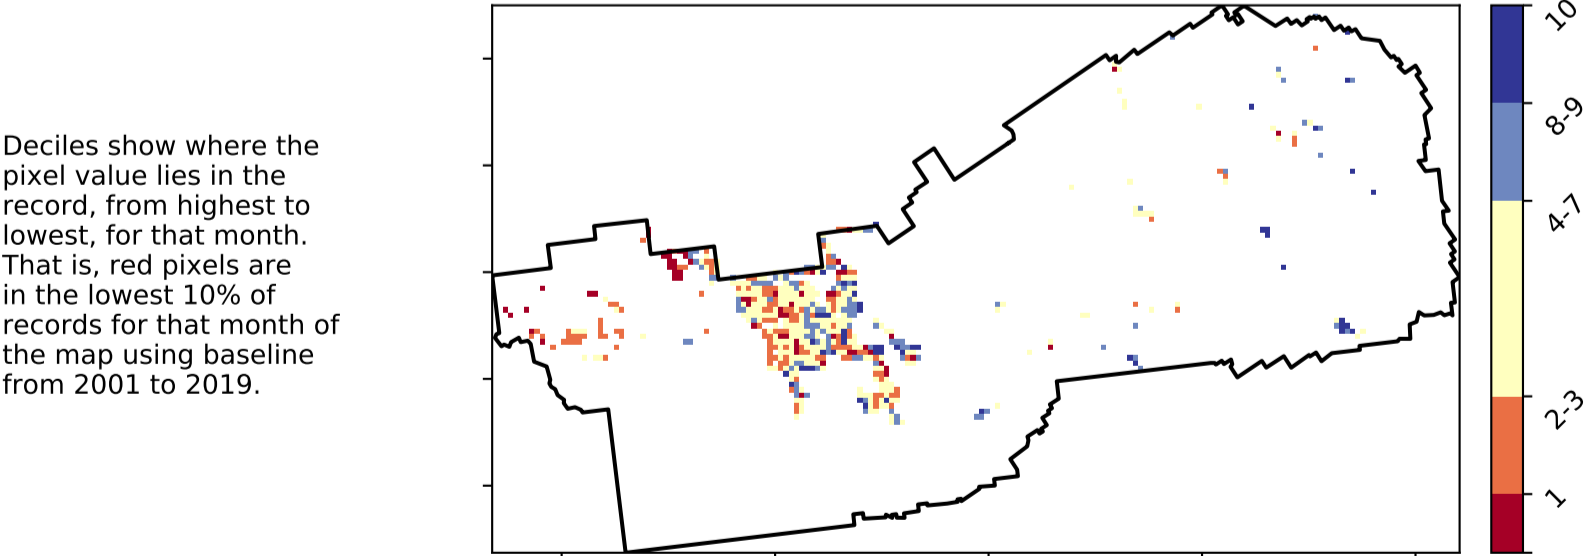 Deciles show where the
pixel value lies in the
record, from highest to
lowest, for that month.
That is, red pixels are
in the lowest 10% of
records for that month of
the map using baseline
from 2001 to 2019.
10
8-9
4-7
2-3
1